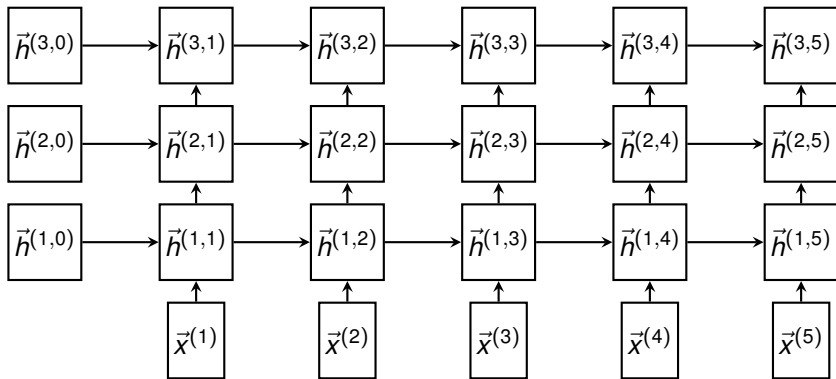 h⃗(3,0) h⃗(3,1) h⃗(3,2) h⃗(3,3) h⃗(3,4) h⃗(3,5)
h⃗(2,0) h⃗(2,1) h⃗(2,2) h⃗(2,3) h⃗(2,4) h⃗(2,5)
h⃗(1,0) h⃗(1,1) h⃗(1,2) h⃗(1,3) h⃗(1,4) h⃗(1,5)
x⃗(1) x⃗(2) x⃗(3) x⃗(4) x⃗(5)